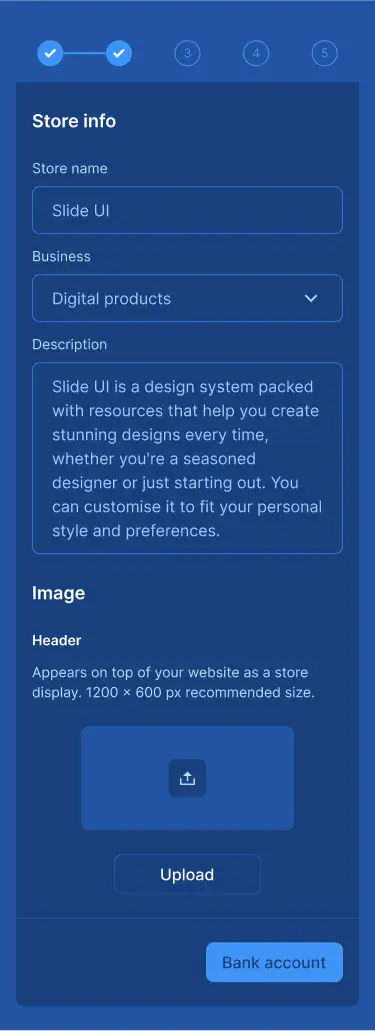 3 4 5
Store info
Store name
Slide UI
Business
Digital products
Description
Slide UI is a design system packed
with resources that help you create
stunning designs every time,
whether you're a seasoned
designer or just starting out. You
can customise it to fit your personal
style and preferences.
Image
Header
Appears on top of your website as a store
display. 1200 × 600 px recommended size.
Upload
Bank account